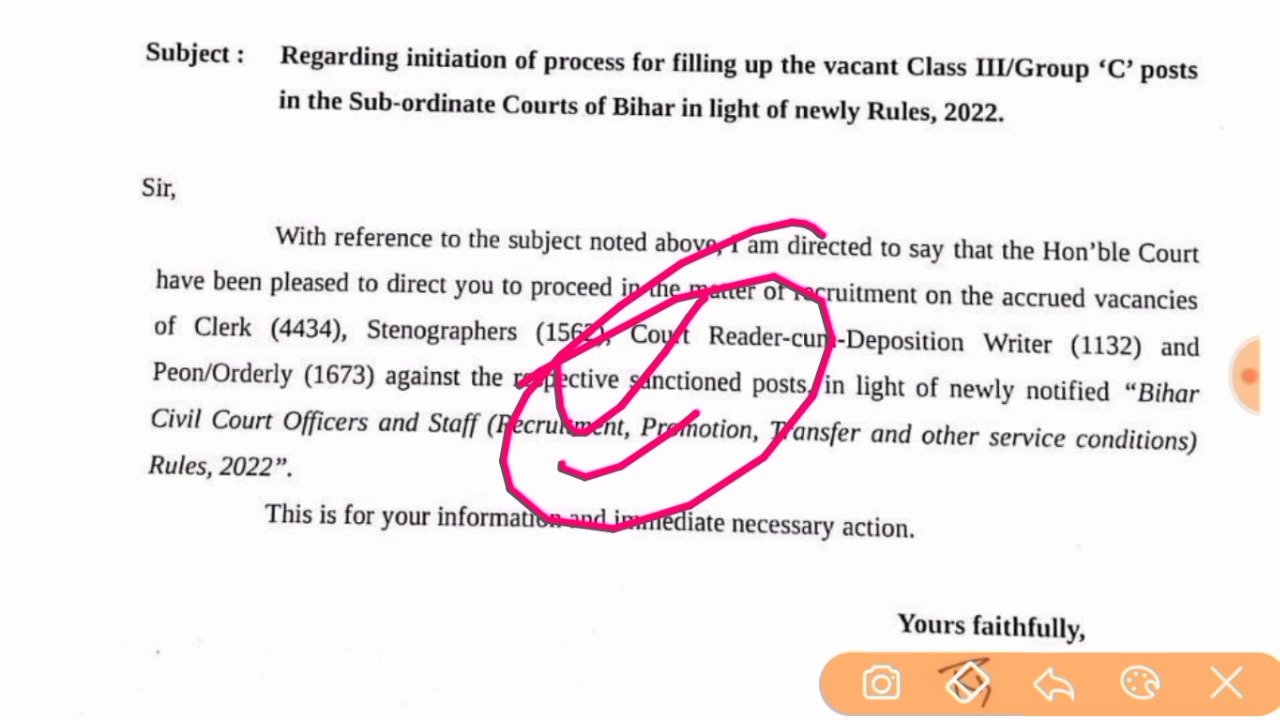 Subject : Regarding initiation of process for filling up the vacant Class III/Group ‘C’ posts
in the Sub-ordinate Courts of Bihar in light of newly Rules, 2022.
Sir,
With reference to the subject noted above, I am directed to say that the Hon’ble Court
have been pleased to direct you to proceed in the matter of recruitment on the accrued vacancies
of Clerk (4434), Stenographers (1562), Court Reader-cum-Deposition Writer (1132) and
Peon/Orderly (1673) against the respective sanctioned posts, in light of newly notified “Bihar
Civil Court Officers and Staff (Recruitment, Promotion, Transfer and other service conditions)
Rules, 2022”.
This is for your information and immediate necessary action.
Yours faithfully,